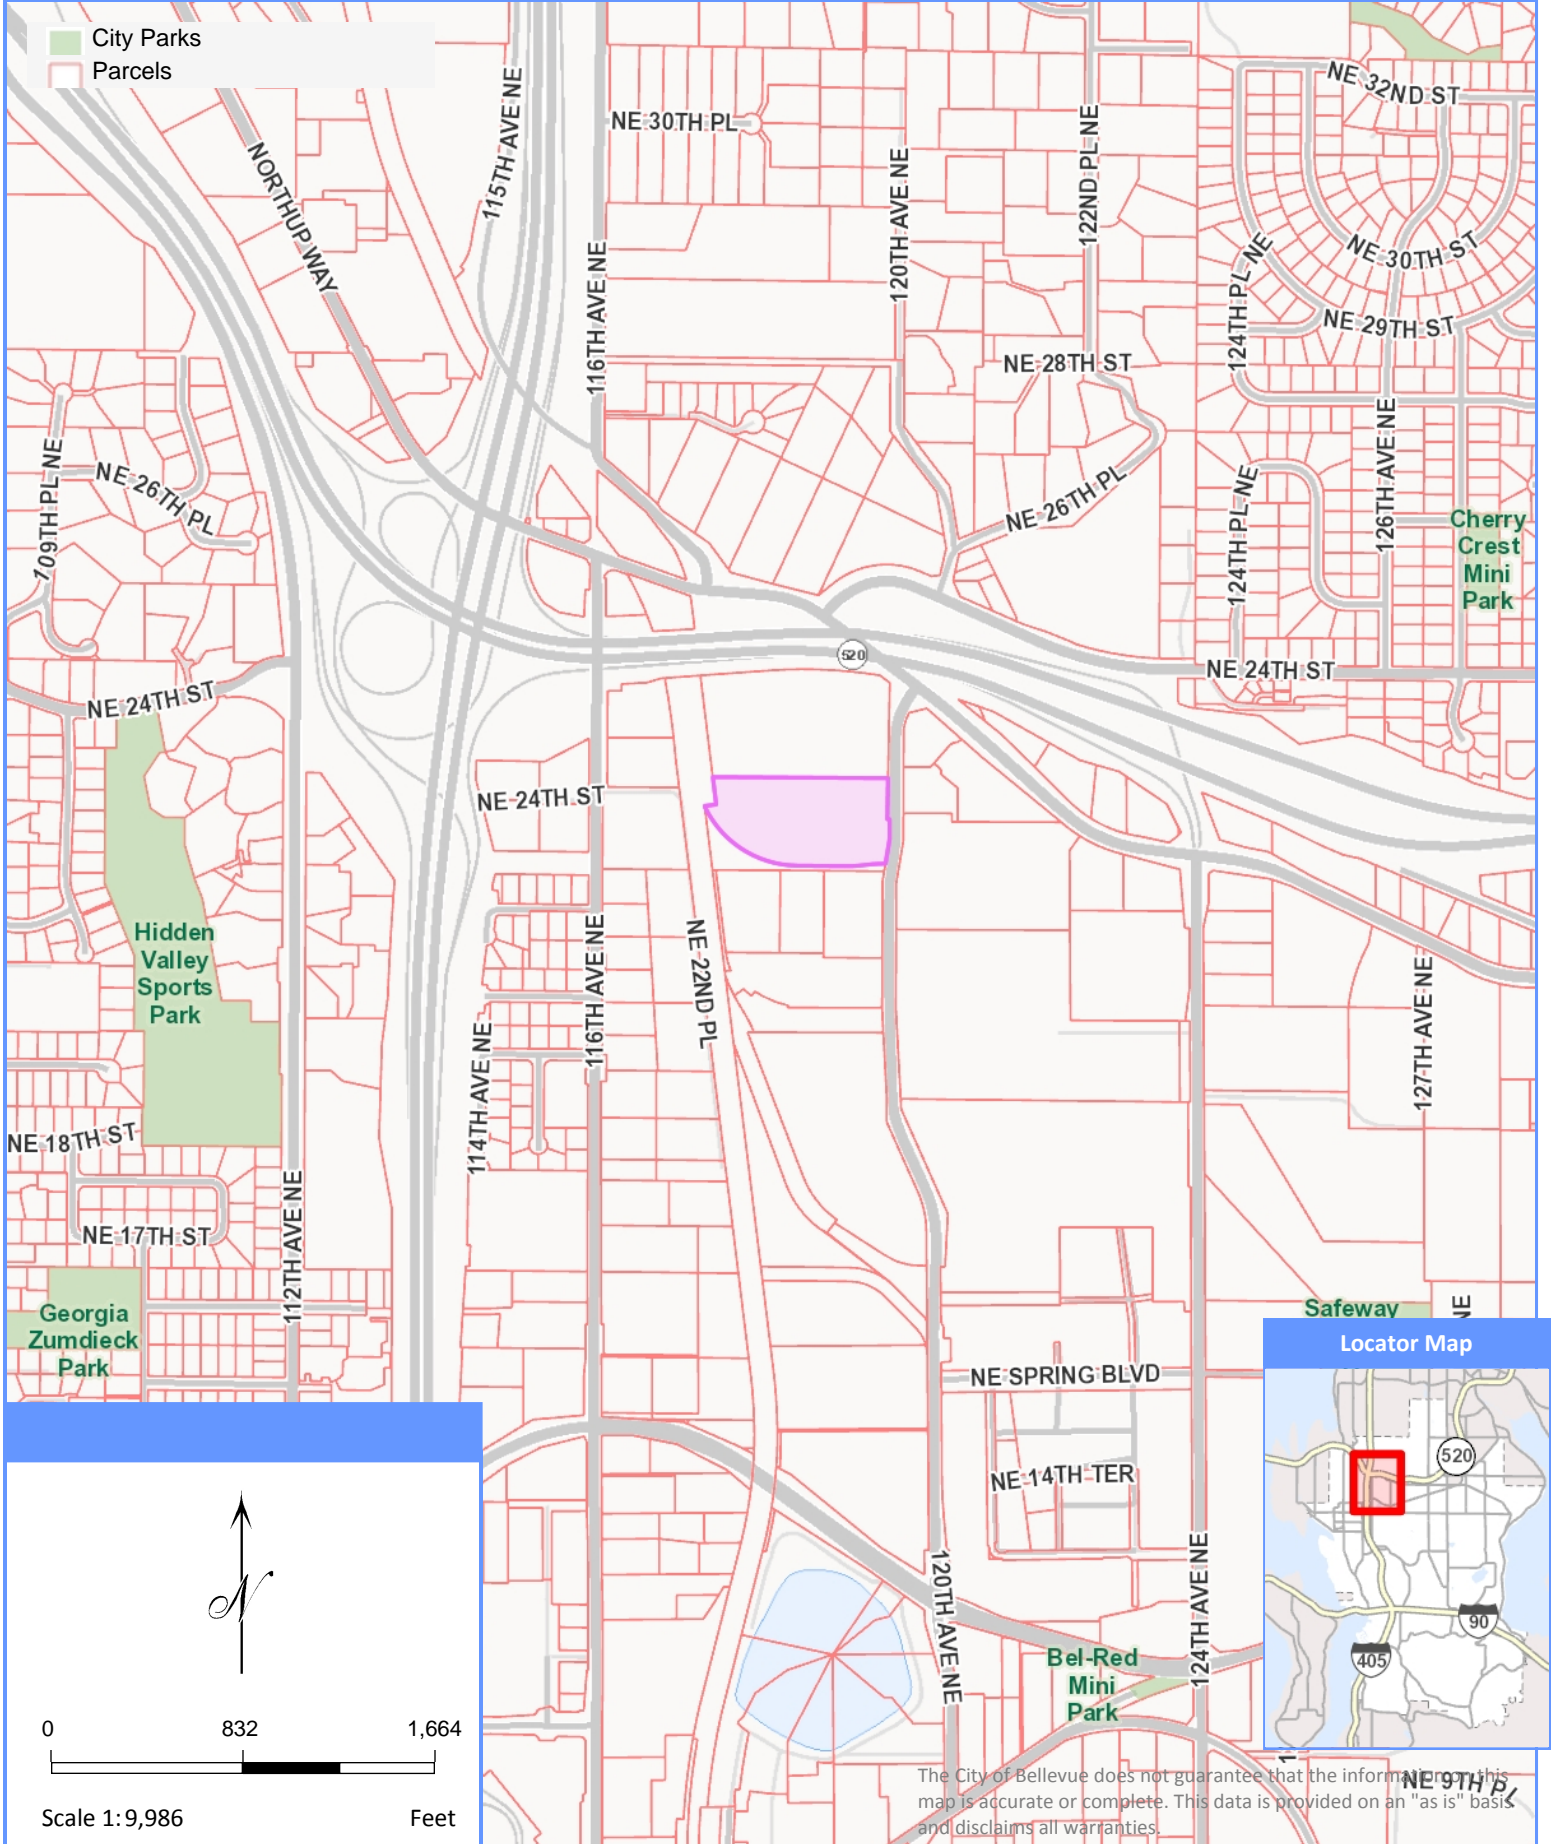 City Parks
Parcels
115TH AVE NE
NE 30TH PL
NORTHUP WAY
116TH AVE NE
120TH AVE NE
122ND PL NE
NE 32ND ST
NE 30TH ST
124TH PL NE
NE 29TH ST
NE 28TH ST
109TH PL NE
NE 26TH PL
NE 26TH PL
124TH PL NE
126TH AVE NE
Cherry
Crest
Mini
Park
520
NE 24TH ST
NE 24TH ST
NE 24TH ST
Hidden
Valley
Sports
Park
NE 22ND PL
116TH AVE NE
114TH AVE NE
127TH AVE NE
NE 18TH ST
NE 17TH ST
112TH AVE NE
Georgia
Zumdieck
Park
Safeway
NE
NE SPRING BLVD
NE 14TH TER
120TH AVE NE
124TH AVE NE
Bel-Red
Mini
Park
NE 9TH PL
Locator Map
520
90
405
N
0 832 1,664
Scale 1: 9,986 Feet
The City of Bellevue does not guarantee that the information on this
map is accurate or complete. This data is provided on an "as is" basis
and disclaims all warranties.